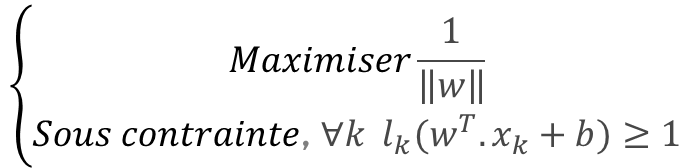 Maximiser 1/‖w‖
Sous contrainte, ∀k l_k(w^T.x_k + b) ≥ 1